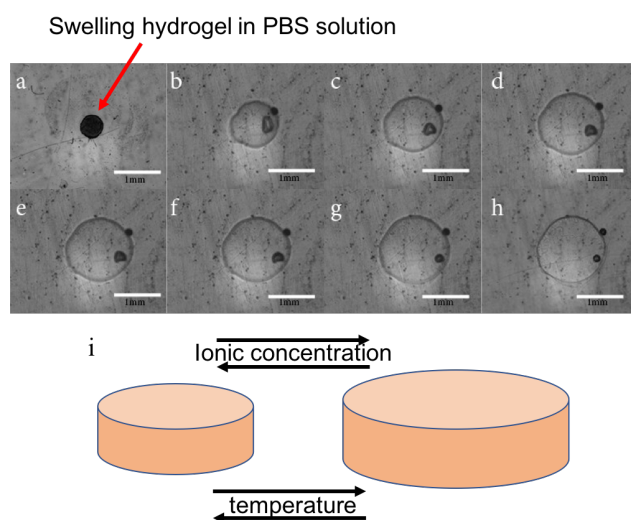 Swelling hydrogel in PBS solution
a
b
c
d
1mm
1mm
1mm
1mm
e
f
g
h
1mm
1mm
1mm
1mm
i
Ionic concentration
temperature